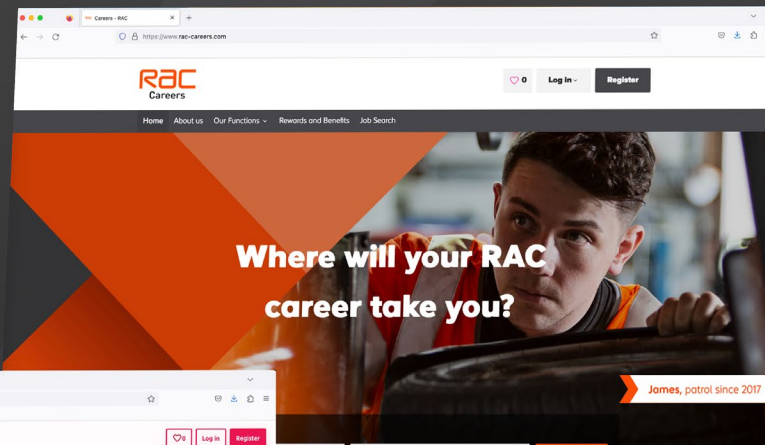 Careers - RAC
https://www.rac-careers.com
RAC
Careers
0
Log in
Register
Home About us Our Functions Rewards and Benefits Job Search
Where will your RAC
career take you?
James, patrol since 2017
0 Log in Register